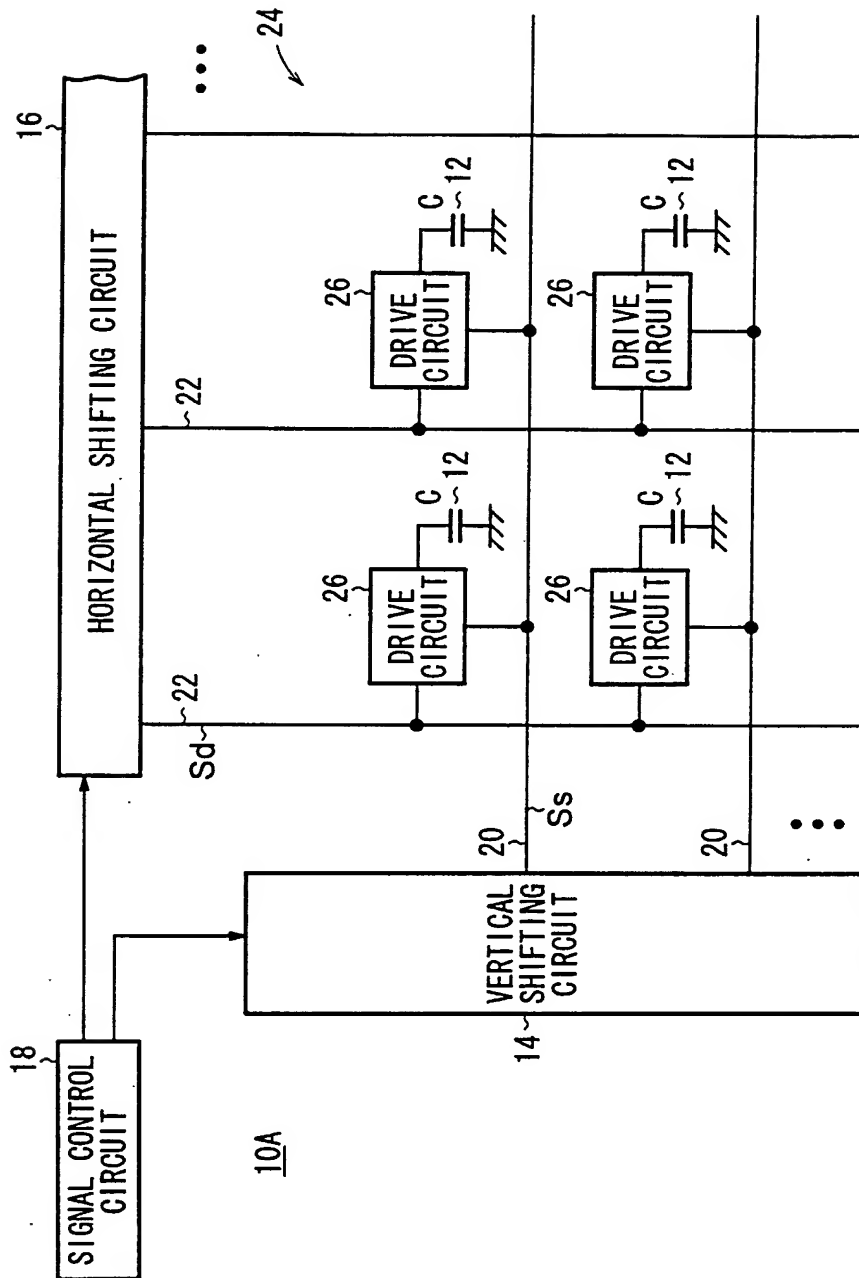 16
HORIZONTAL SHIFTING CIRCUIT
24
18
SIGNAL CONTROL
CIRCUIT
22
Sd
22
26
DRIVE
CIRCUIT
C
12
26
DRIVE
CIRCUIT
C
12
Ss
20
26
DRIVE
CIRCUIT
C
12
26
DRIVE
CIRCUIT
C
12
20
VERTICAL
SHIFTING
CIRCUIT
14
10A